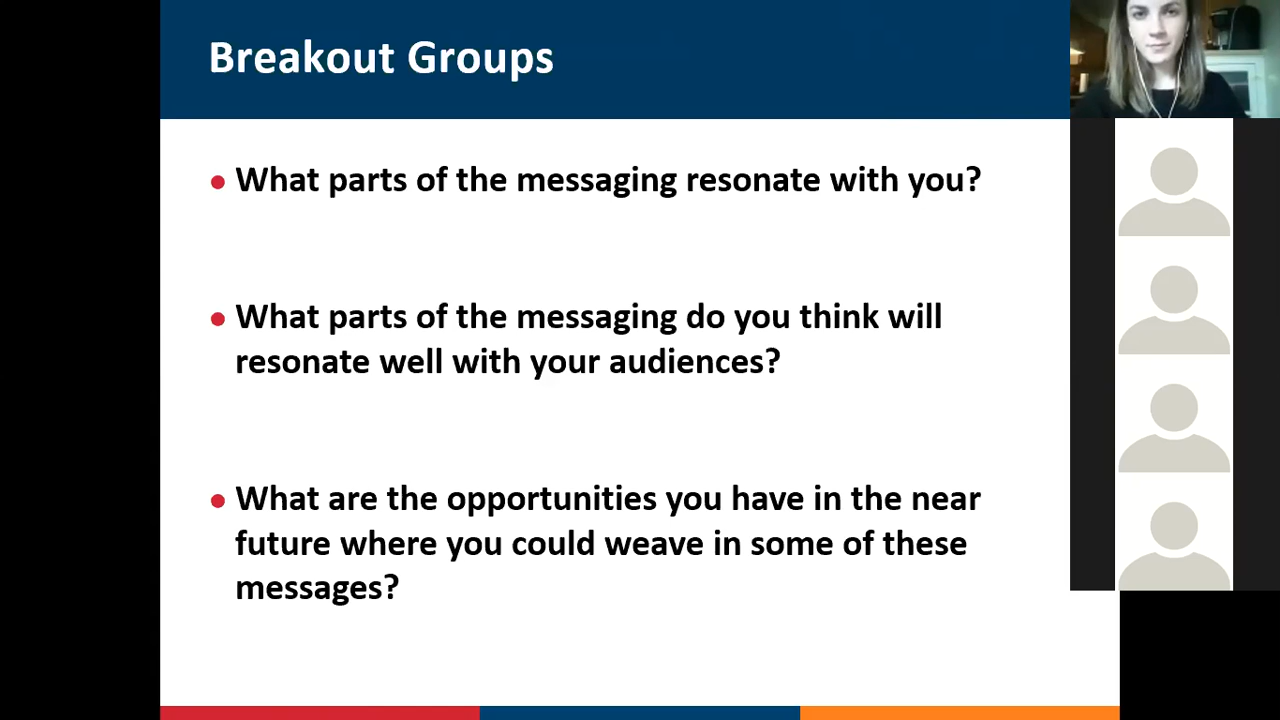 Breakout Groups
What parts of the messaging resonate with you?
What parts of the messaging do you think will
resonate well with your audiences?
What are the opportunities you have in the near
future where you could weave in some of these
messages?